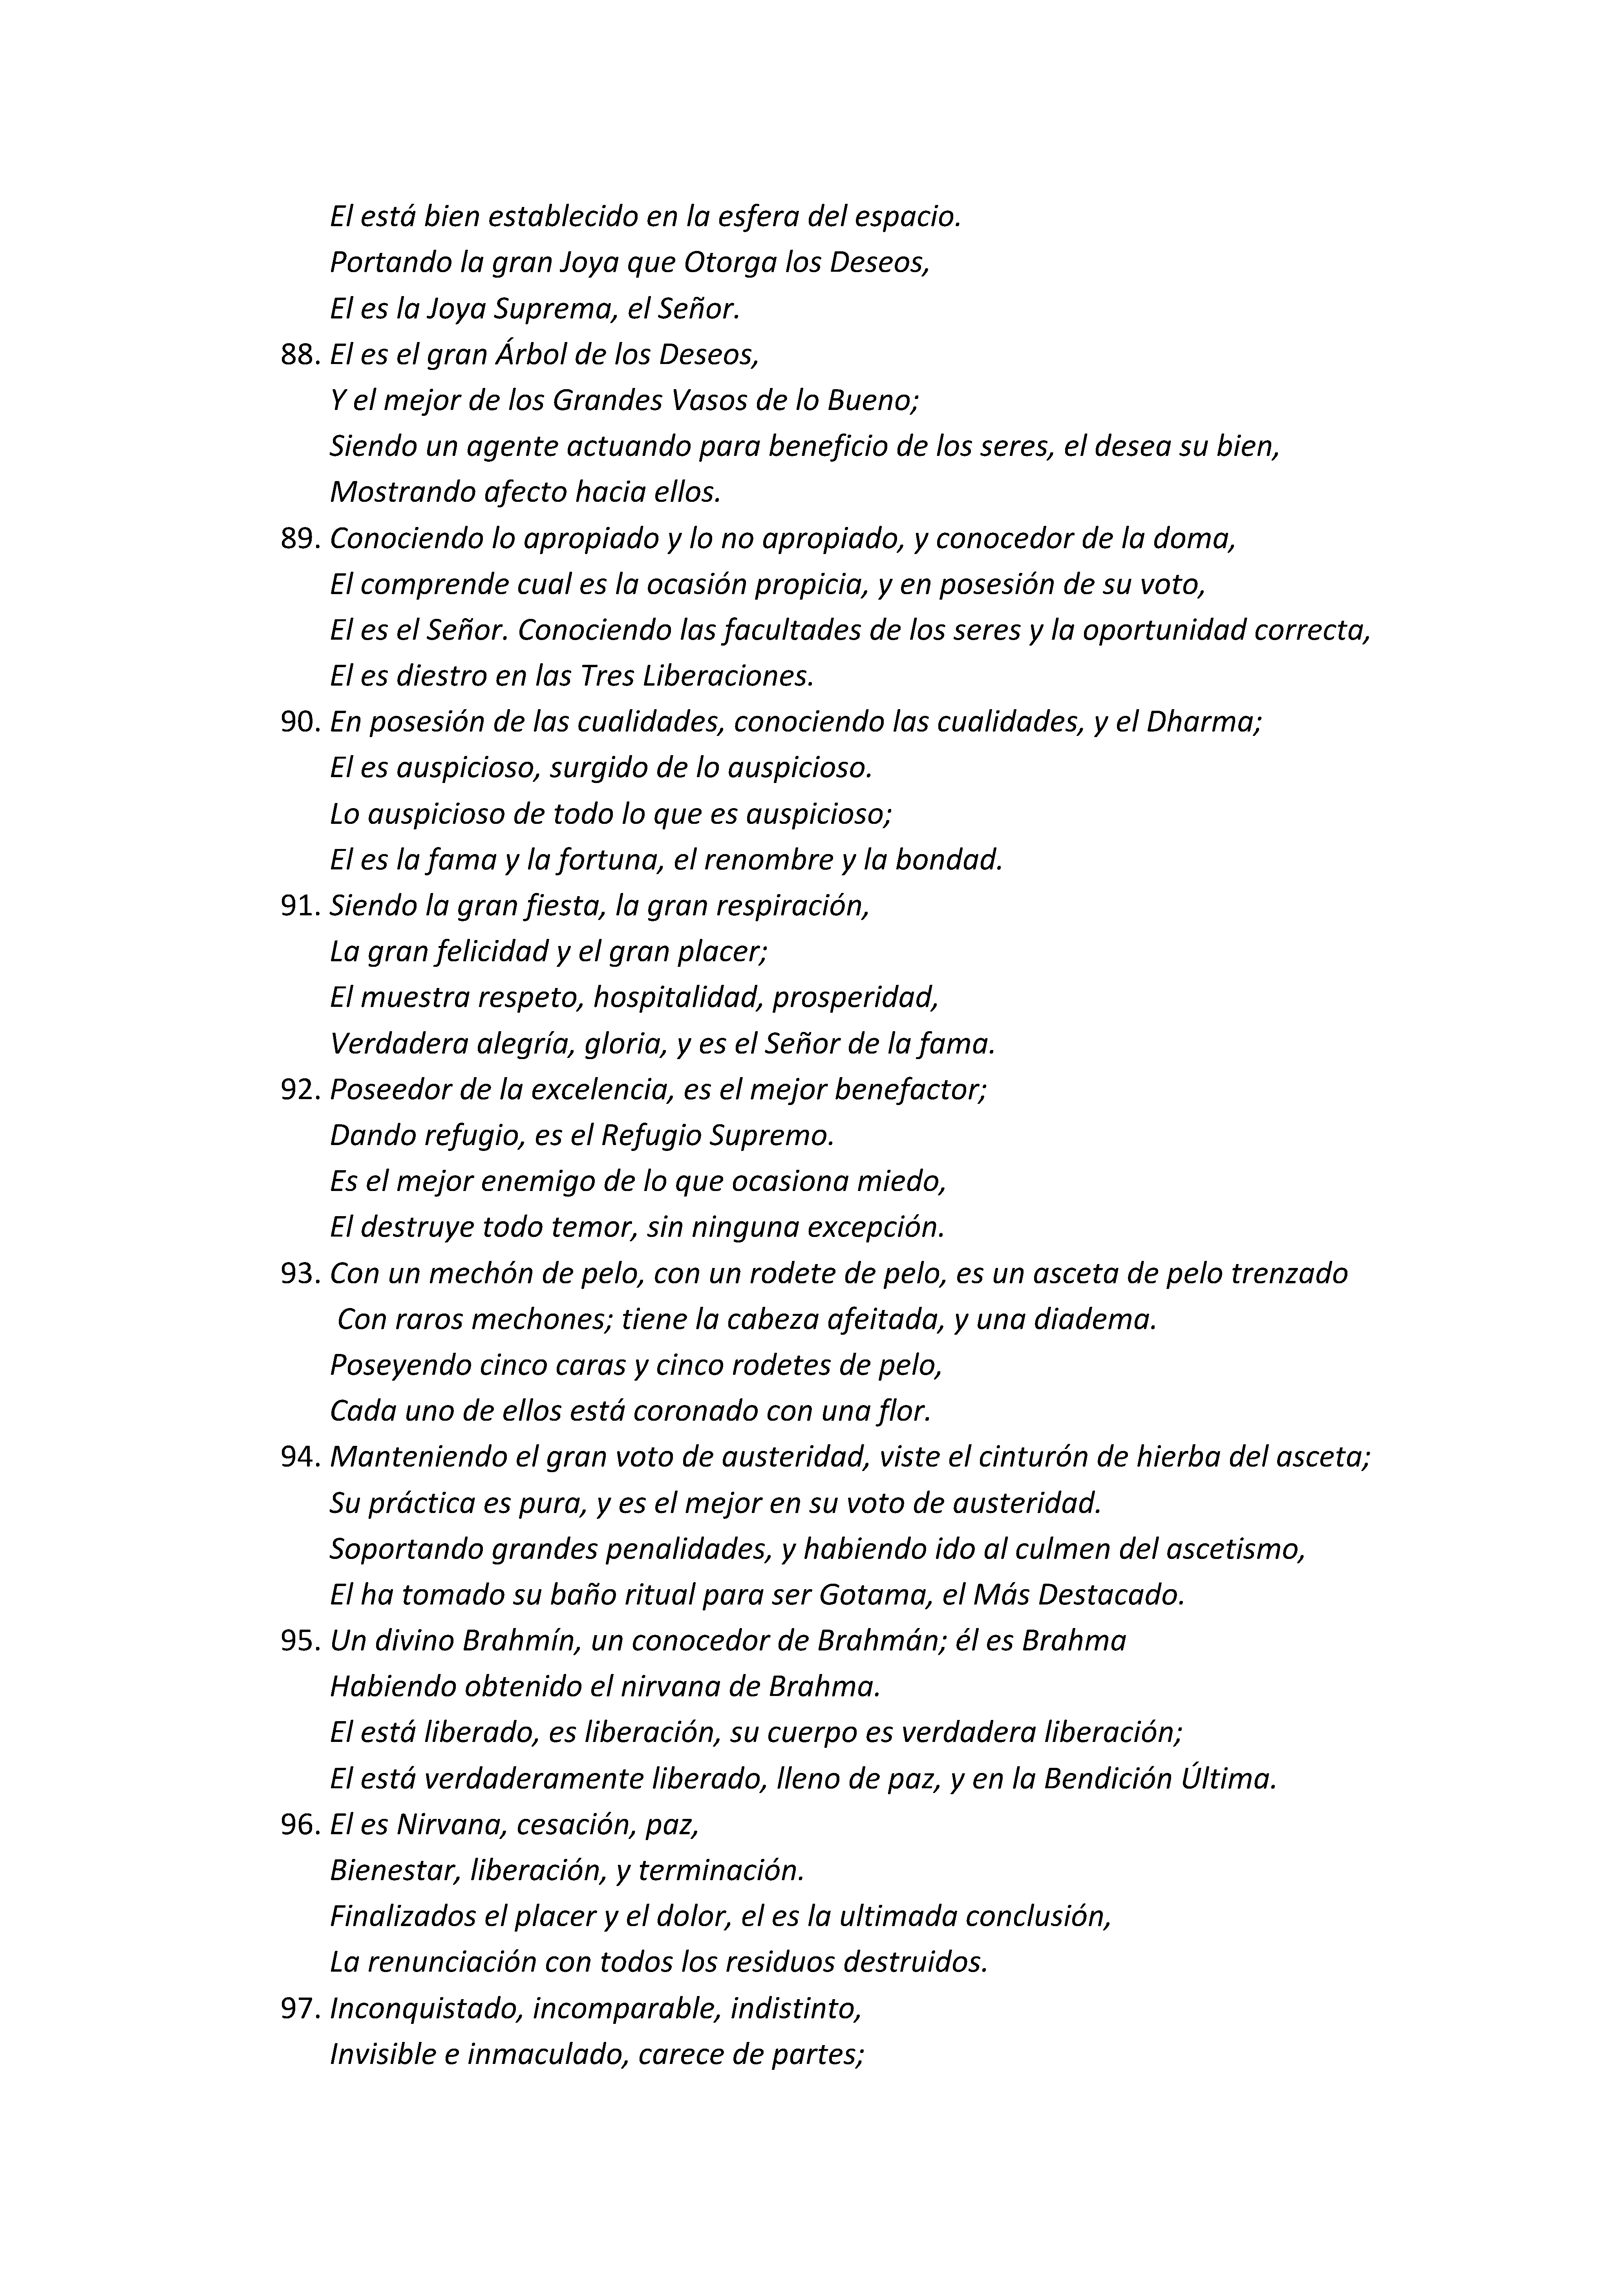 El está bien establecido en la esfera del espacio.
Portando la gran Joya que Otorga los Deseos,
El es la Joya Suprema, el Señor.
88. El es el gran Árbol de los Deseos,
Y el mejor de los Grandes Vasos de lo Bueno;
Siendo un agente actuando para beneficio de los seres, el desea su bien,
Mostrando afecto hacia ellos.
89. Conociendo lo apropiado y lo no apropiado, y conocedor de la doma,
El comprende cual es la ocasión propicia, y en posesión de su voto,
El es el Señor. Conociendo las facultades de los seres y la oportunidad correcta,
El es diestro en las Tres Liberaciones.
90. En posesión de las cualidades, conociendo las cualidades, y el Dharma;
El es auspicioso, surgido de lo auspicioso.
Lo auspicioso de todo lo que es auspicioso;
El es la fama y la fortuna, el renombre y la bondad.
91. Siendo la gran fiesta, la gran respiración,
La gran felicidad y el gran placer;
El muestra respeto, hospitalidad, prosperidad,
Verdadera alegría, gloria, y es el Señor de la fama.
92. Poseedor de la excelencia, es el mejor benefactor;
Dando refugio, es el Refugio Supremo.
Es el mejor enemigo de lo que ocasiona miedo,
El destruye todo temor, sin ninguna excepción.
93. Con un mechón de pelo, con un rodete de pelo, es un asceta de pelo trenzado
Con raros mechones; tiene la cabeza afeitada, y una diadema.
Poseyendo cinco caras y cinco rodetes de pelo,
Cada uno de ellos está coronado con una flor.
94. Manteniendo el gran voto de austeridad, viste el cinturón de hierba del asceta;
Su práctica es pura, y es el mejor en su voto de austeridad.
Soportando grandes penalidades, y habiendo ido al culmen del ascetismo,
El ha tomado su baño ritual para ser Gotama, el Más Destacado.
95. Un divino Brahmín, un conocedor de Brahmán; él es Brahma
Habiendo obtenido el nirvana de Brahma.
El está liberado, es liberación, su cuerpo es verdadera liberación;
El está verdaderamente liberado, lleno de paz, y en la Bendición Última.
96. El es Nirvana, cesación, paz,
Bienestar, liberación, y terminación.
Finalizados el placer y el dolor, el es la ultimada conclusión,
La renunciación con todos los residuos destruidos.
97. Inconquistado, incomparable, indistinto,
Invisible e inmaculado, carece de partes;